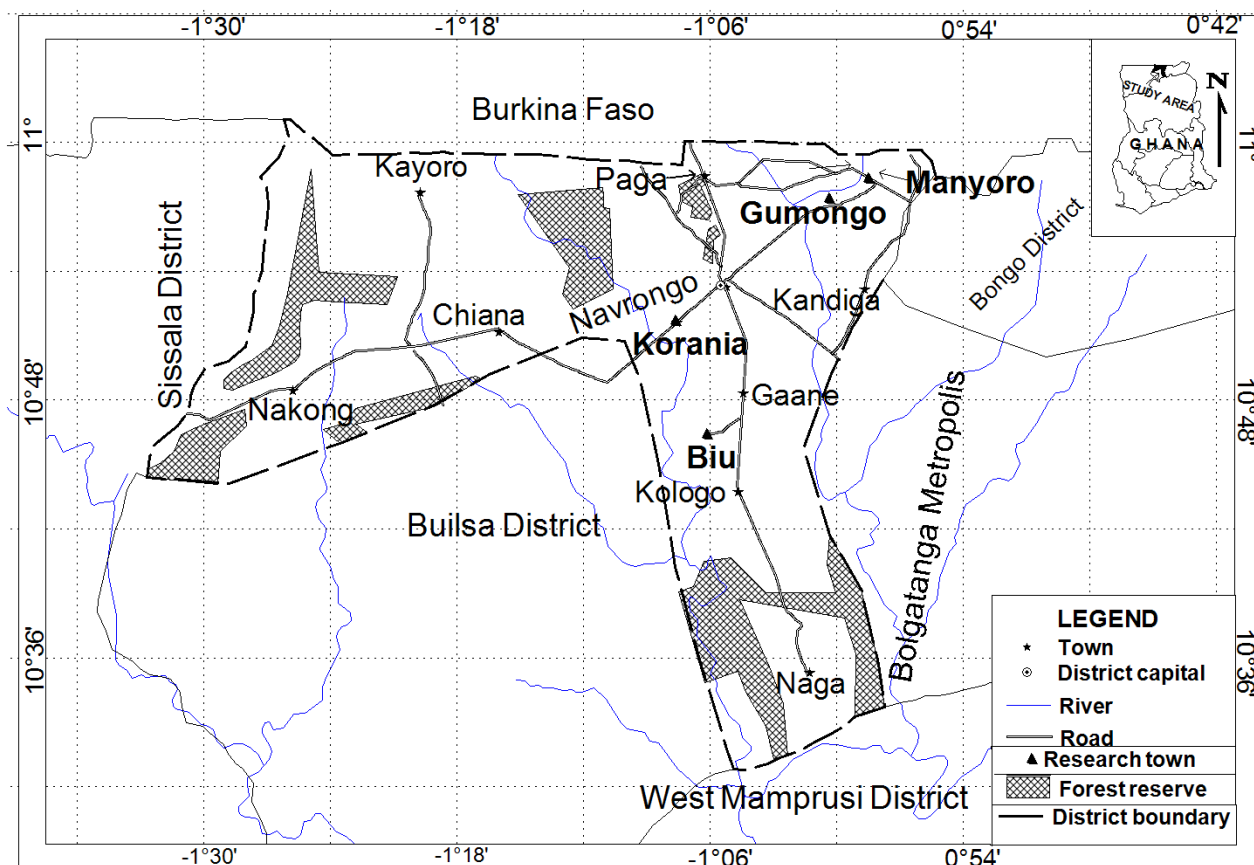 -1°30' -1°18' -1°06' 0°54' 0°42'
Burkina Faso
STUDY AREA
N
GHANA
11° 11°
Kayoro
Paga
Manyoro
Gumongo
Sissala District
Bongo District
Navrongo
Kandiga
Chiana
Korania
10°48' 10°48'
Nakong
Gaane
Biu
Kologo
Bolgatanga Metropolis
Builsa District
LEGEND
Town
District capital
River
Road
Research town
Forest reserve
District boundary
10°36' 10°36'
Naga
West Mamprusi District
-1°30' -1°18' -1°06' 0°54'